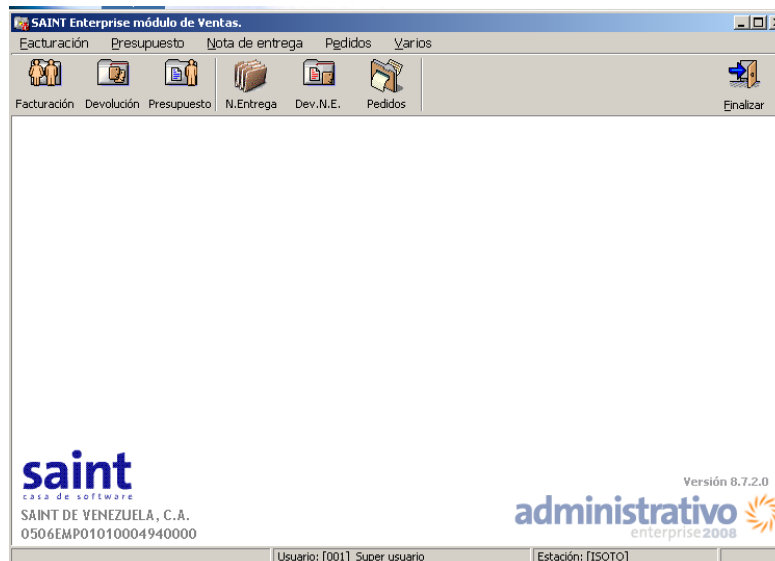 SAINT Enterprise módulo de Ventas.
Facturación Presupuesto Nota de entrega Pedidos Varios
Facturación Devolución Presupuesto N.Entrega Dev.N.E. Pedidos Finalizar
saint
casa de software
Versión 8.7.2.0
SAINT DE VENEZUELA, C.A.
administrativo
0506EMP01010004940000
enterprise2008
Usuario: [001] Super usuario Estación: [ISOTO]